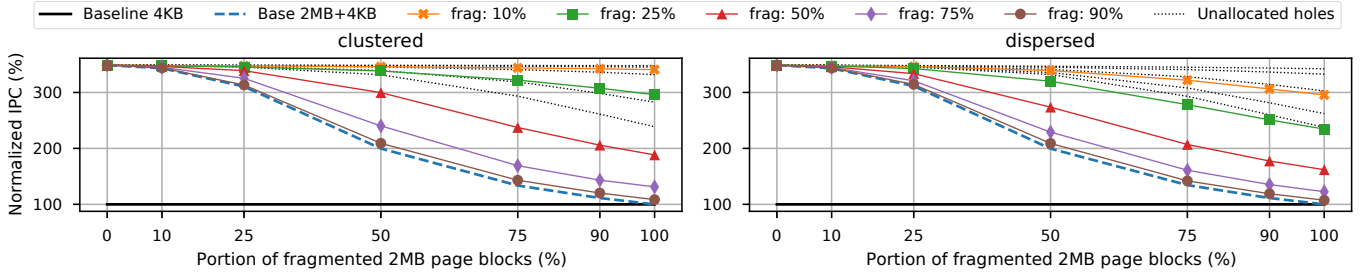 Baseline 4KB Base 2MB+4KB frag: 10% frag: 25% frag: 50% frag: 75% frag: 90% Unallocated holes
clustered dispersed
Normalized IPC (%)
300
200
100
0 10 25 50 75 90 100
Portion of fragmented 2MB page blocks (%)
300
200
100
0 10 25 50 75 90 100
Portion of fragmented 2MB page blocks (%)